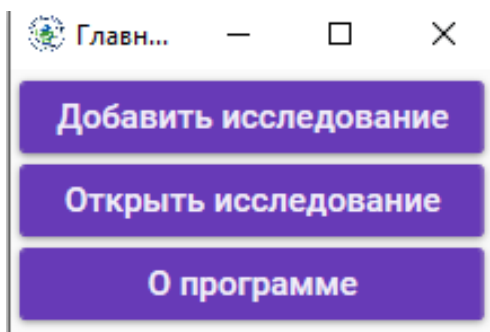 Главн...
Добавить исследование
Открыть исследование
О программе